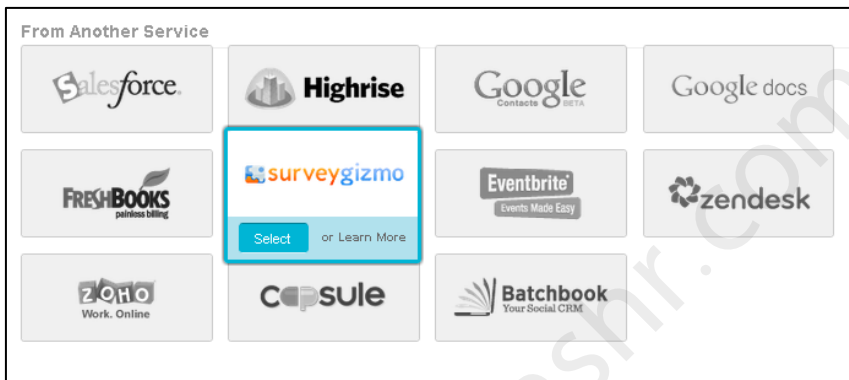 From Another Service
Salesforce.
Highrise
Google
Contacts BETA
Google docs
FRESHBOOKS
painless billing
surveygizmo
Select or Learn More
Eventbrite
Events Made Easy
zendesk
ZOHO
Work. Online
capsule
Batchbook
Your Social CRM